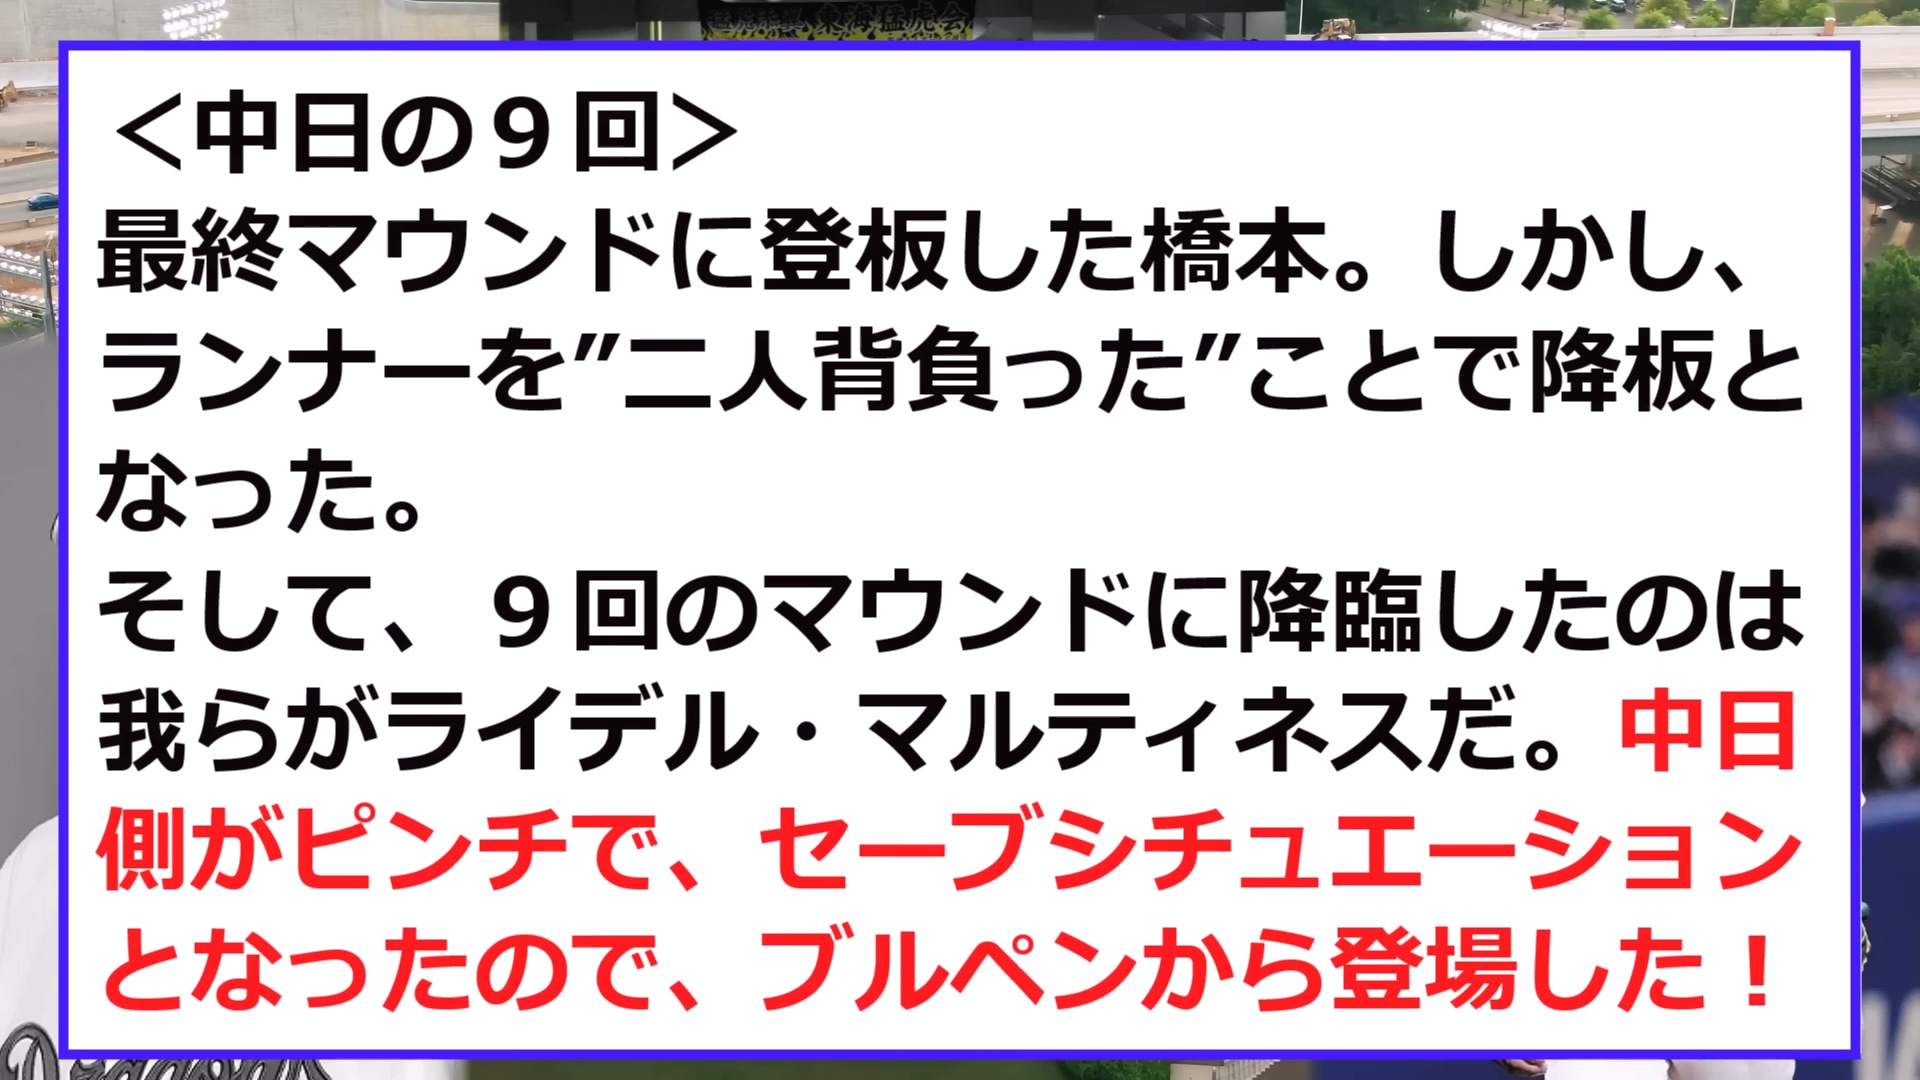 ＜中日の９回＞
最終マウンドに登板した橋本。しかし、
ランナーを”二人背負った”ことで降板と
なった。
そして、９回のマウンドに降臨したのは
我らがライデル・マルティネスだ。中日
側がピンチで、セーブシチュエーション
となったので、ブルペンから登場した！
Dragons